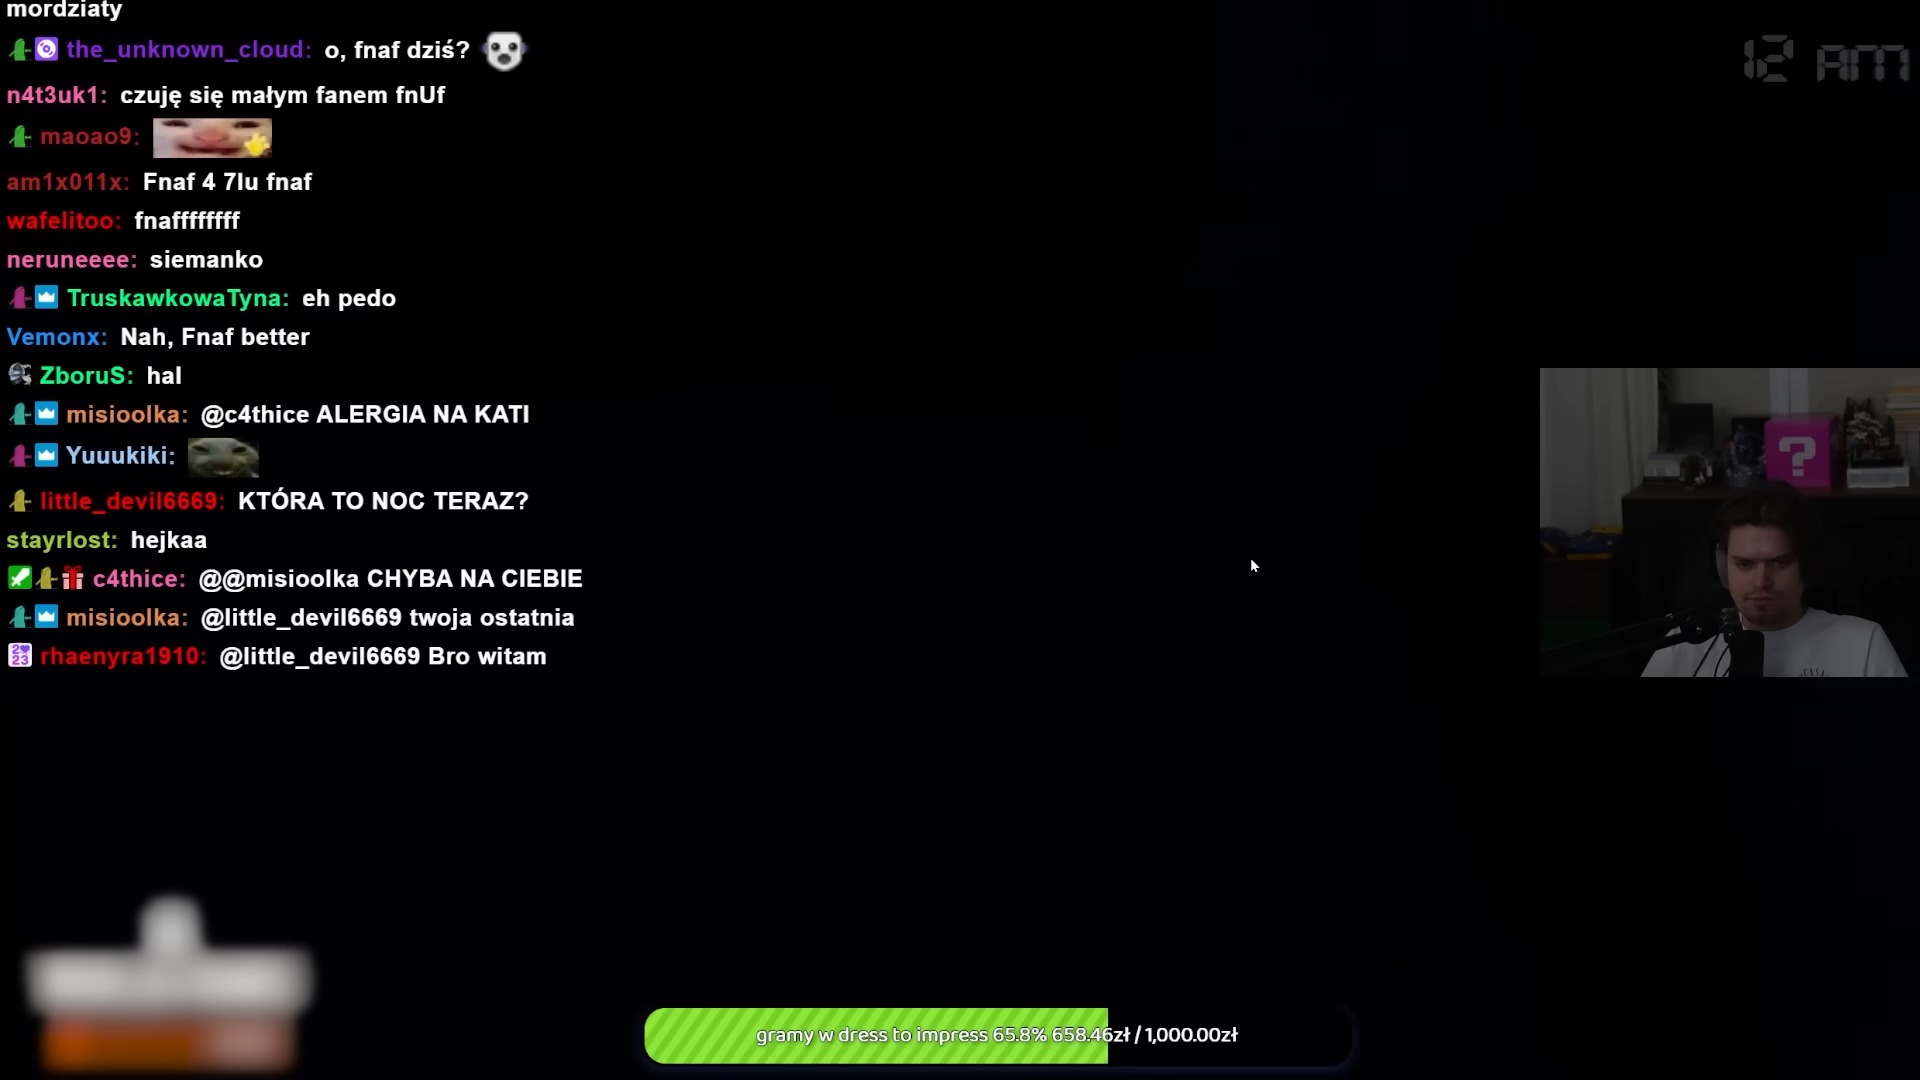 mordziaty
the_unknown_cloud: o, fnaf dziś?
n4t3uk1: czuję się małym fanem fnUf
maoao9:
am1x011x: Fnaf 4 7lu fnaf
wafelitoo: fnaffffffff
neruneeee: siemanko
TruskawkowaTyna: eh pedo
Vemonx: Nah, Fnaf better
ZboruS: hal
misioolka: @c4thice ALERGIA NA KATI
Yuuukiki:
little_devil6669: KTÓRA TO NOC TERAZ?
stayrlost: hejkaa
c4thice: @@misioolka CHYBA NA CIEBIE
misioolka: @little_devil6669 twoja ostatnia
rhaenyra1910: @little_devil6669 Bro witam
12 AM
?
gramy w dress to impress 65.8% 658.46zł / 1,000.00zł